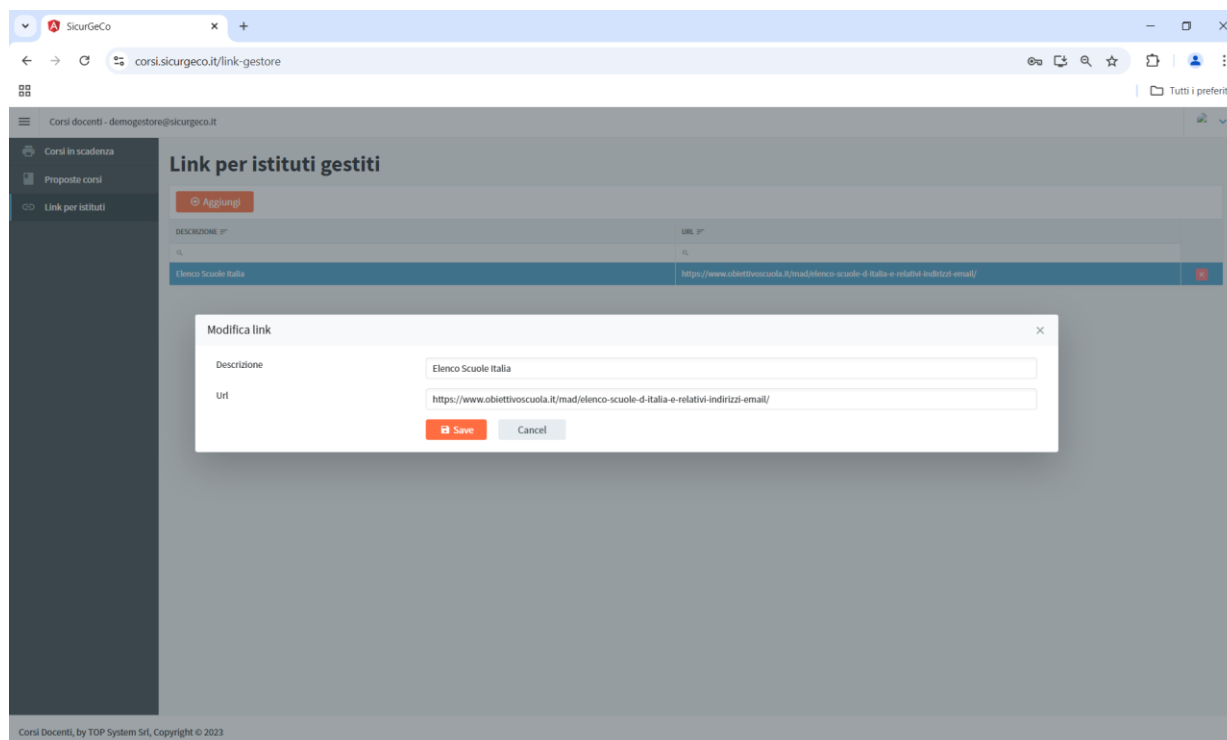 SicurGeCo
corsi.sicurgeco.it/link-gestore
Tutti i preferit
Corsi docenti - demogestore@sicurgeco.it
Corsi in scadenza
Proposte corsi
Link per istituti
Link per istituti gestiti
Aggiungi
DESCRIZIONE URL
Elenco Scuole Italia https://www.obiettivoscuola.it/mad/elenco-scuole-d-italia-e-relativi-indirizzi-email/
Modifica link
Descrizione Elenco Scuole Italia
Url https://www.obiettivoscuola.it/mad/elenco-scuole-d-italia-e-relativi-indirizzi-email/
Save Cancel
Corsi Docenti, by TOP System Srl, Copyright © 2023